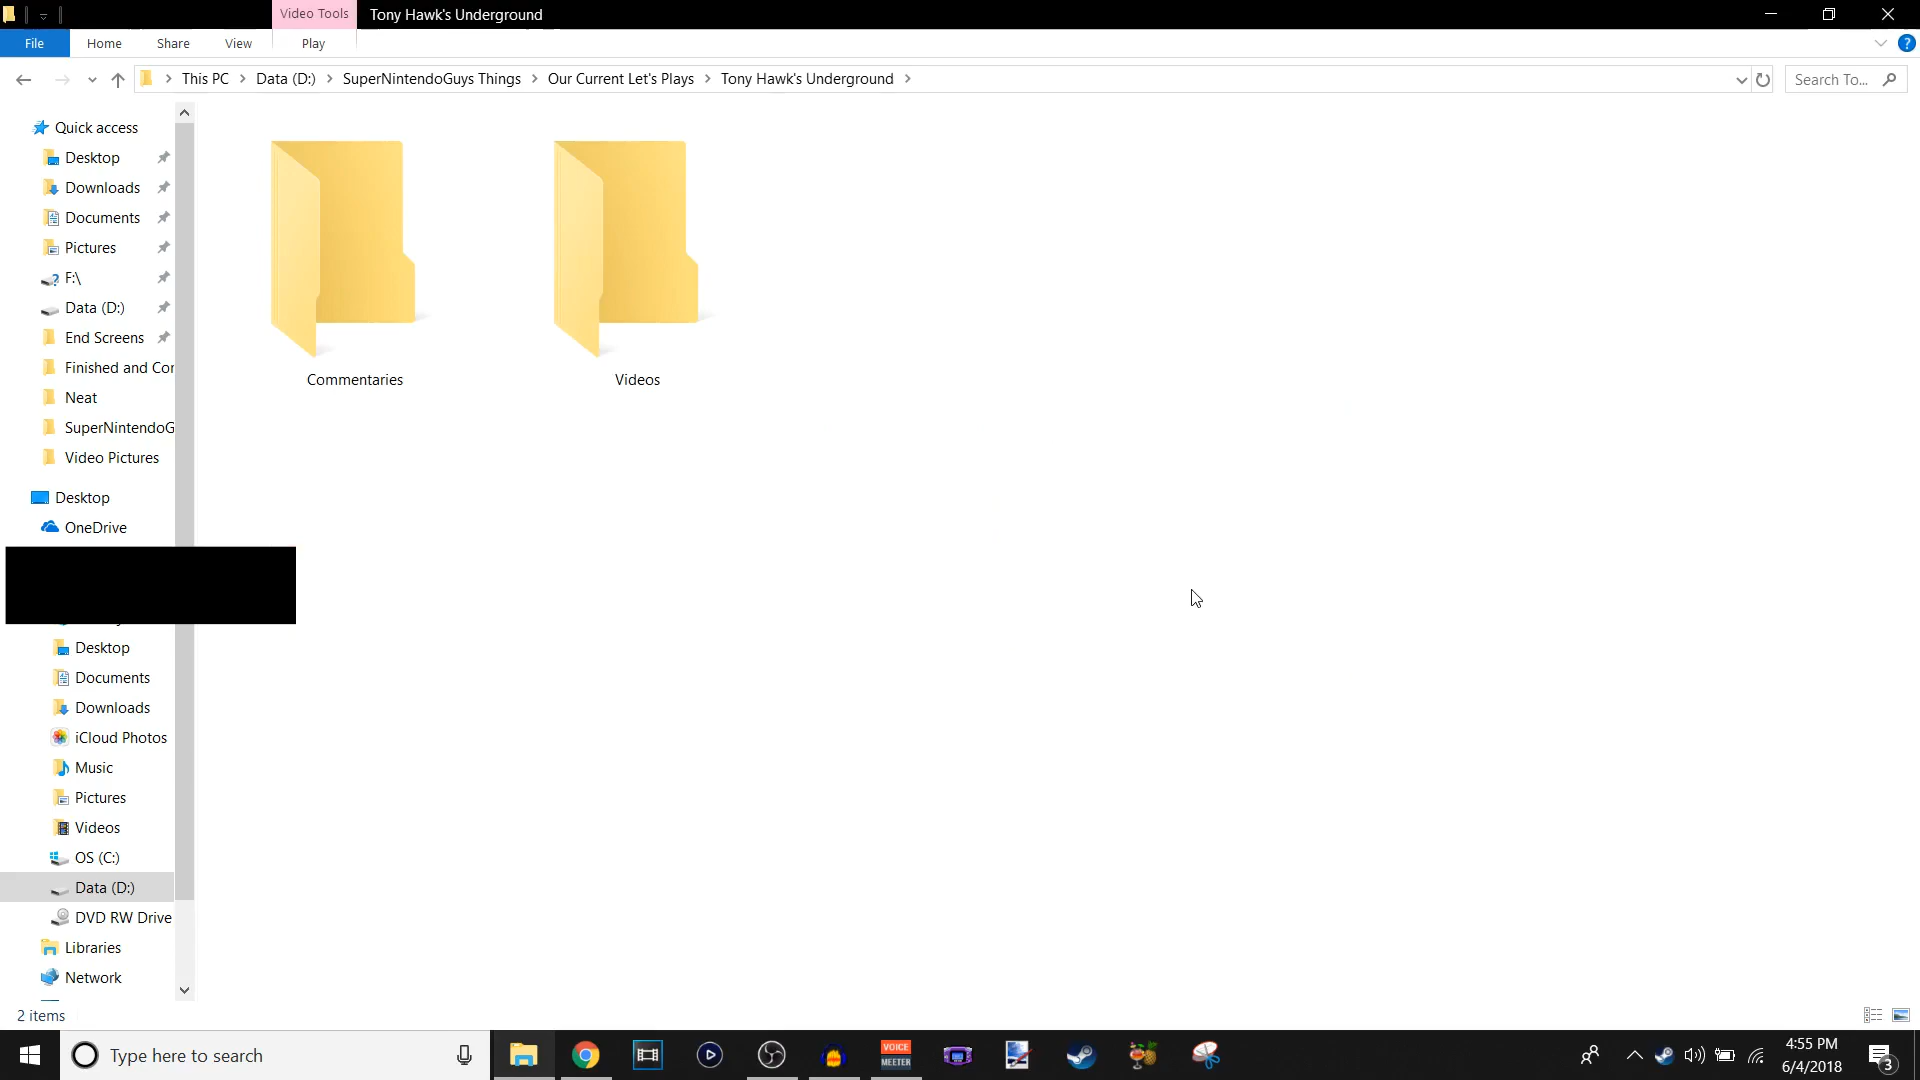 Video Tools
Tony Hawk's Underground
File
Home
Share
View
Play
?
This PC
Data (D:)
SuperNintendoGuys Things
Our Current Let's Plays
Tony Hawk's Underground
Search To...
Quick access
Desktop
Downloads
Documents
Pictures
F:\
Data (D:)
End Screens
Finished and Cor
Neat
SuperNintendoG
Video Pictures
Desktop
OneDrive
Desktop
Documents
Downloads
iCloud Photos
Music
Pictures
Videos
OS (C:)
Data (D:)
DVD RW Drive
Libraries
Network
Commentaries
Videos
2 items
Type here to search
VOICE
MEETER
4:55 PM
6/4/2018
3